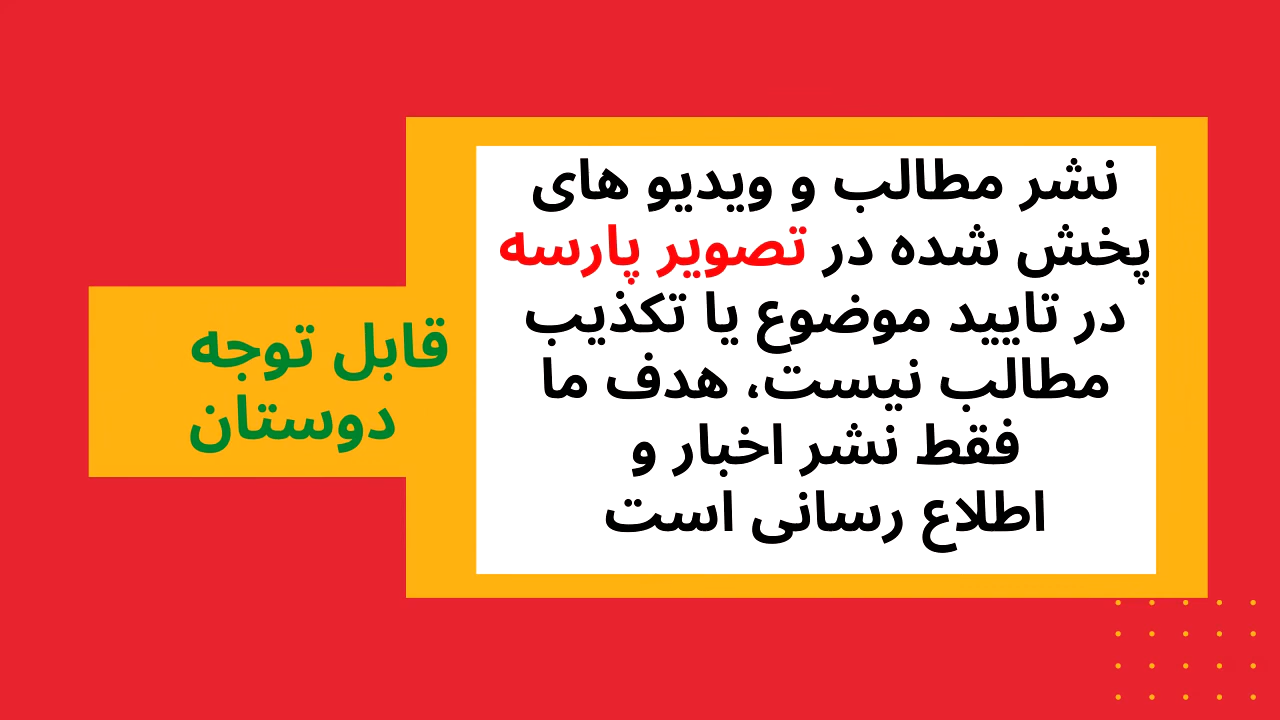 قابل توجه
دوستان
نشر مطالب و ویدیو های
پخش شده در تصویر پارسه
در تایید موضوع یا تکذیب
مطالب نیست، هدف ما
فقط نشر اخبار و
اطلاع رسانی است